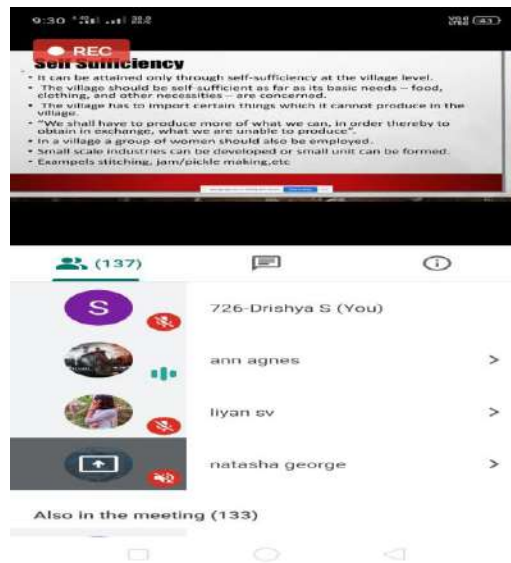 9:30
43
REC
Self Sufficiency
• It can be attained only through self-sufficiency at the village level.
• The village should be self-sufficient as far as its basic needs – food,
clothing, and other necessities – are concerned.
• The village has to import certain things which it cannot produce in the
village.
• "We shall have to produce more of what we can, in order thereby to
obtain in exchange, what we are unable to produce".
• In a village a group of women should also be employed.
• Small scale industries can be developed or small unit can be formed.
• Exampels stitching, jam/pickle making,etc
(137)
S
726-Drishya S (You)
ann agnes
liyan sv
natasha george
Also in the meeting (133)